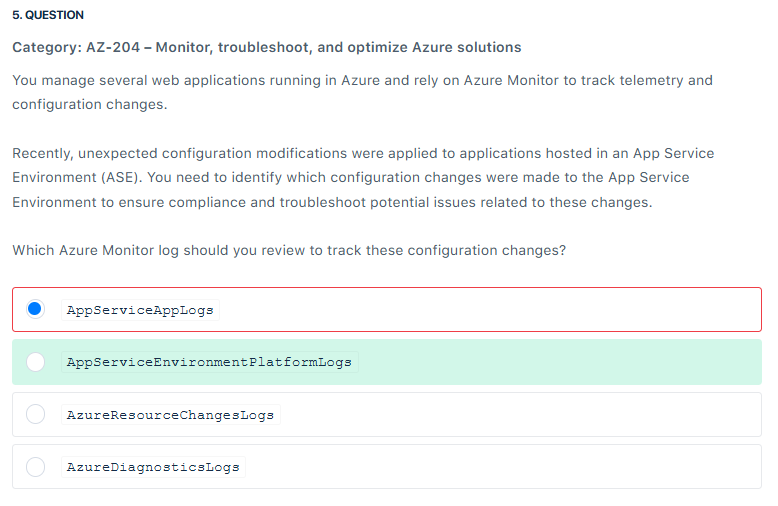 5. QUESTION
Category: AZ-204 – Monitor, troubleshoot, and optimize Azure solutions
You manage several web applications running in Azure and rely on Azure Monitor to track telemetry and
configuration changes.
Recently, unexpected configuration modifications were applied to applications hosted in an App Service
Environment (ASE). You need to identify which configuration changes were made to the App Service
Environment to ensure compliance and troubleshoot potential issues related to these changes.
Which Azure Monitor log should you review to track these configuration changes?
AppServiceAppLogs
AppServiceEnvironmentPlatformLogs
AzureResourceChangesLogs
AzureDiagnosticsLogs